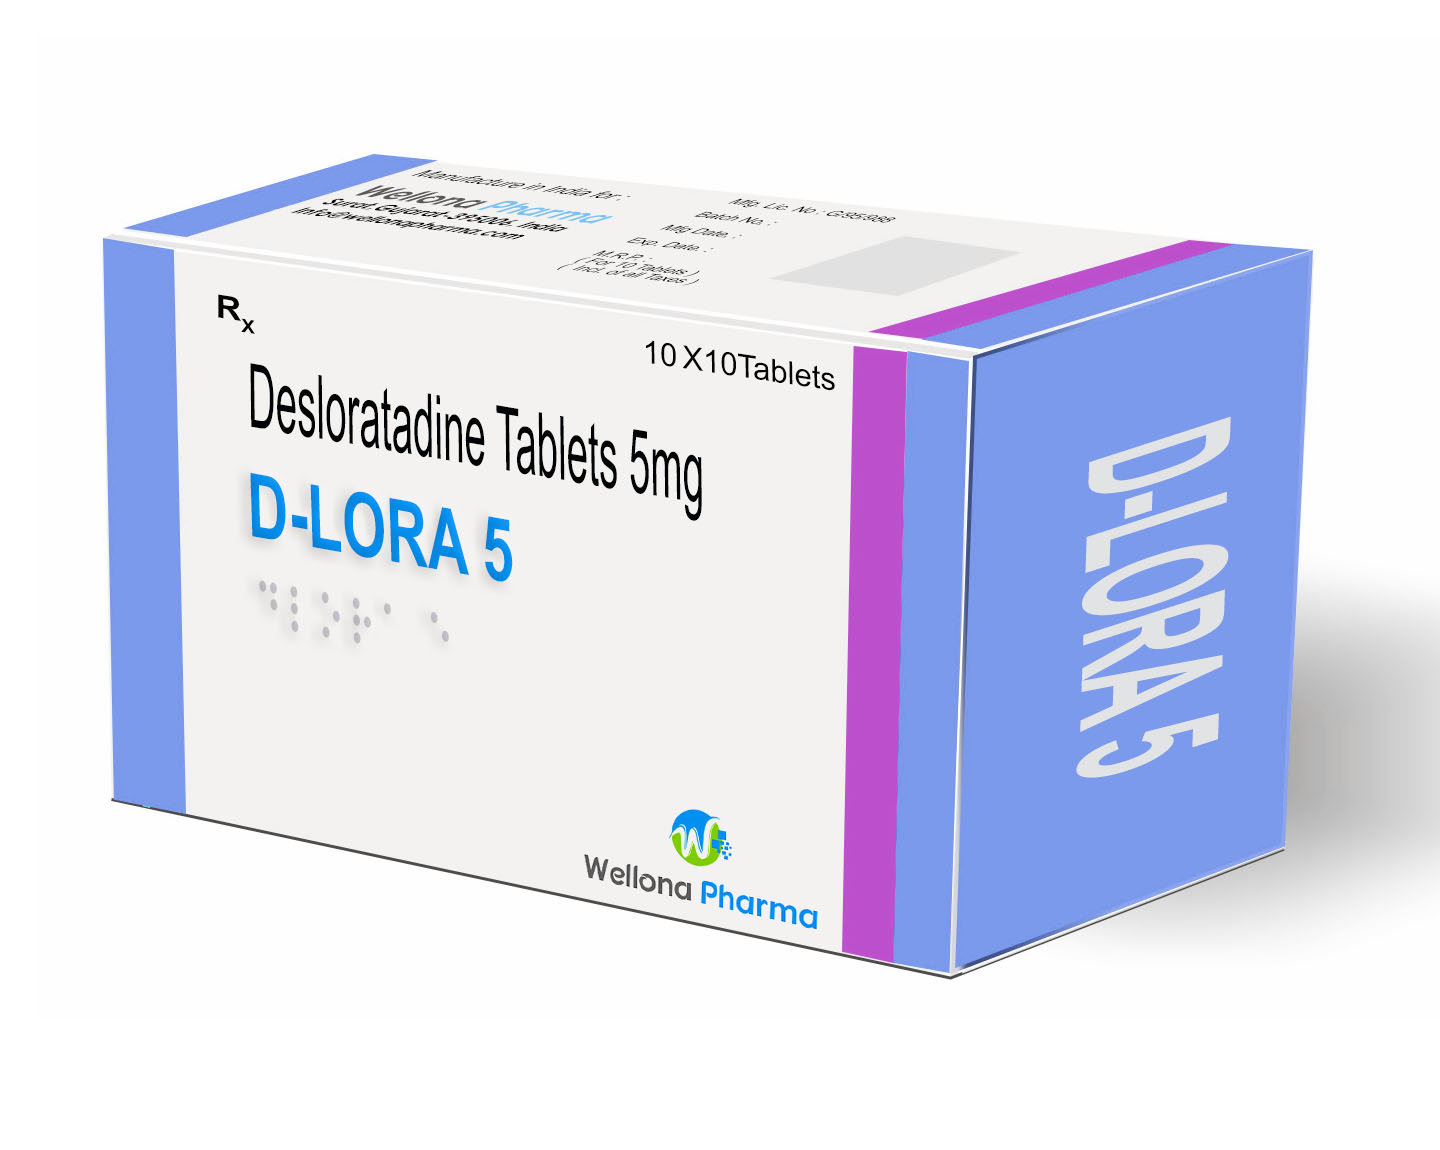 Manufacture in India for :
Wellona Pharma
Surat, Gujarat-395006, India
Info@wellonapharma.com
Mfg. Lic. No : G-35988
Batch No. :
Mfg Date. :
Exp. Date. :
M.R.P. :
( For 10 Tablets )
( Incl. of all Taxes )
Rx
10 X10Tablets
Desloratadine Tablets 5mg
D-LORA 5
⠙⠇⠕⠗⠁ ⠢
Wellona Pharma
D-LORA 5